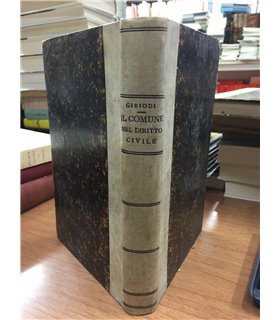 GIRIODI
IL COMUNE
NEL DIRITTO
CIVILE